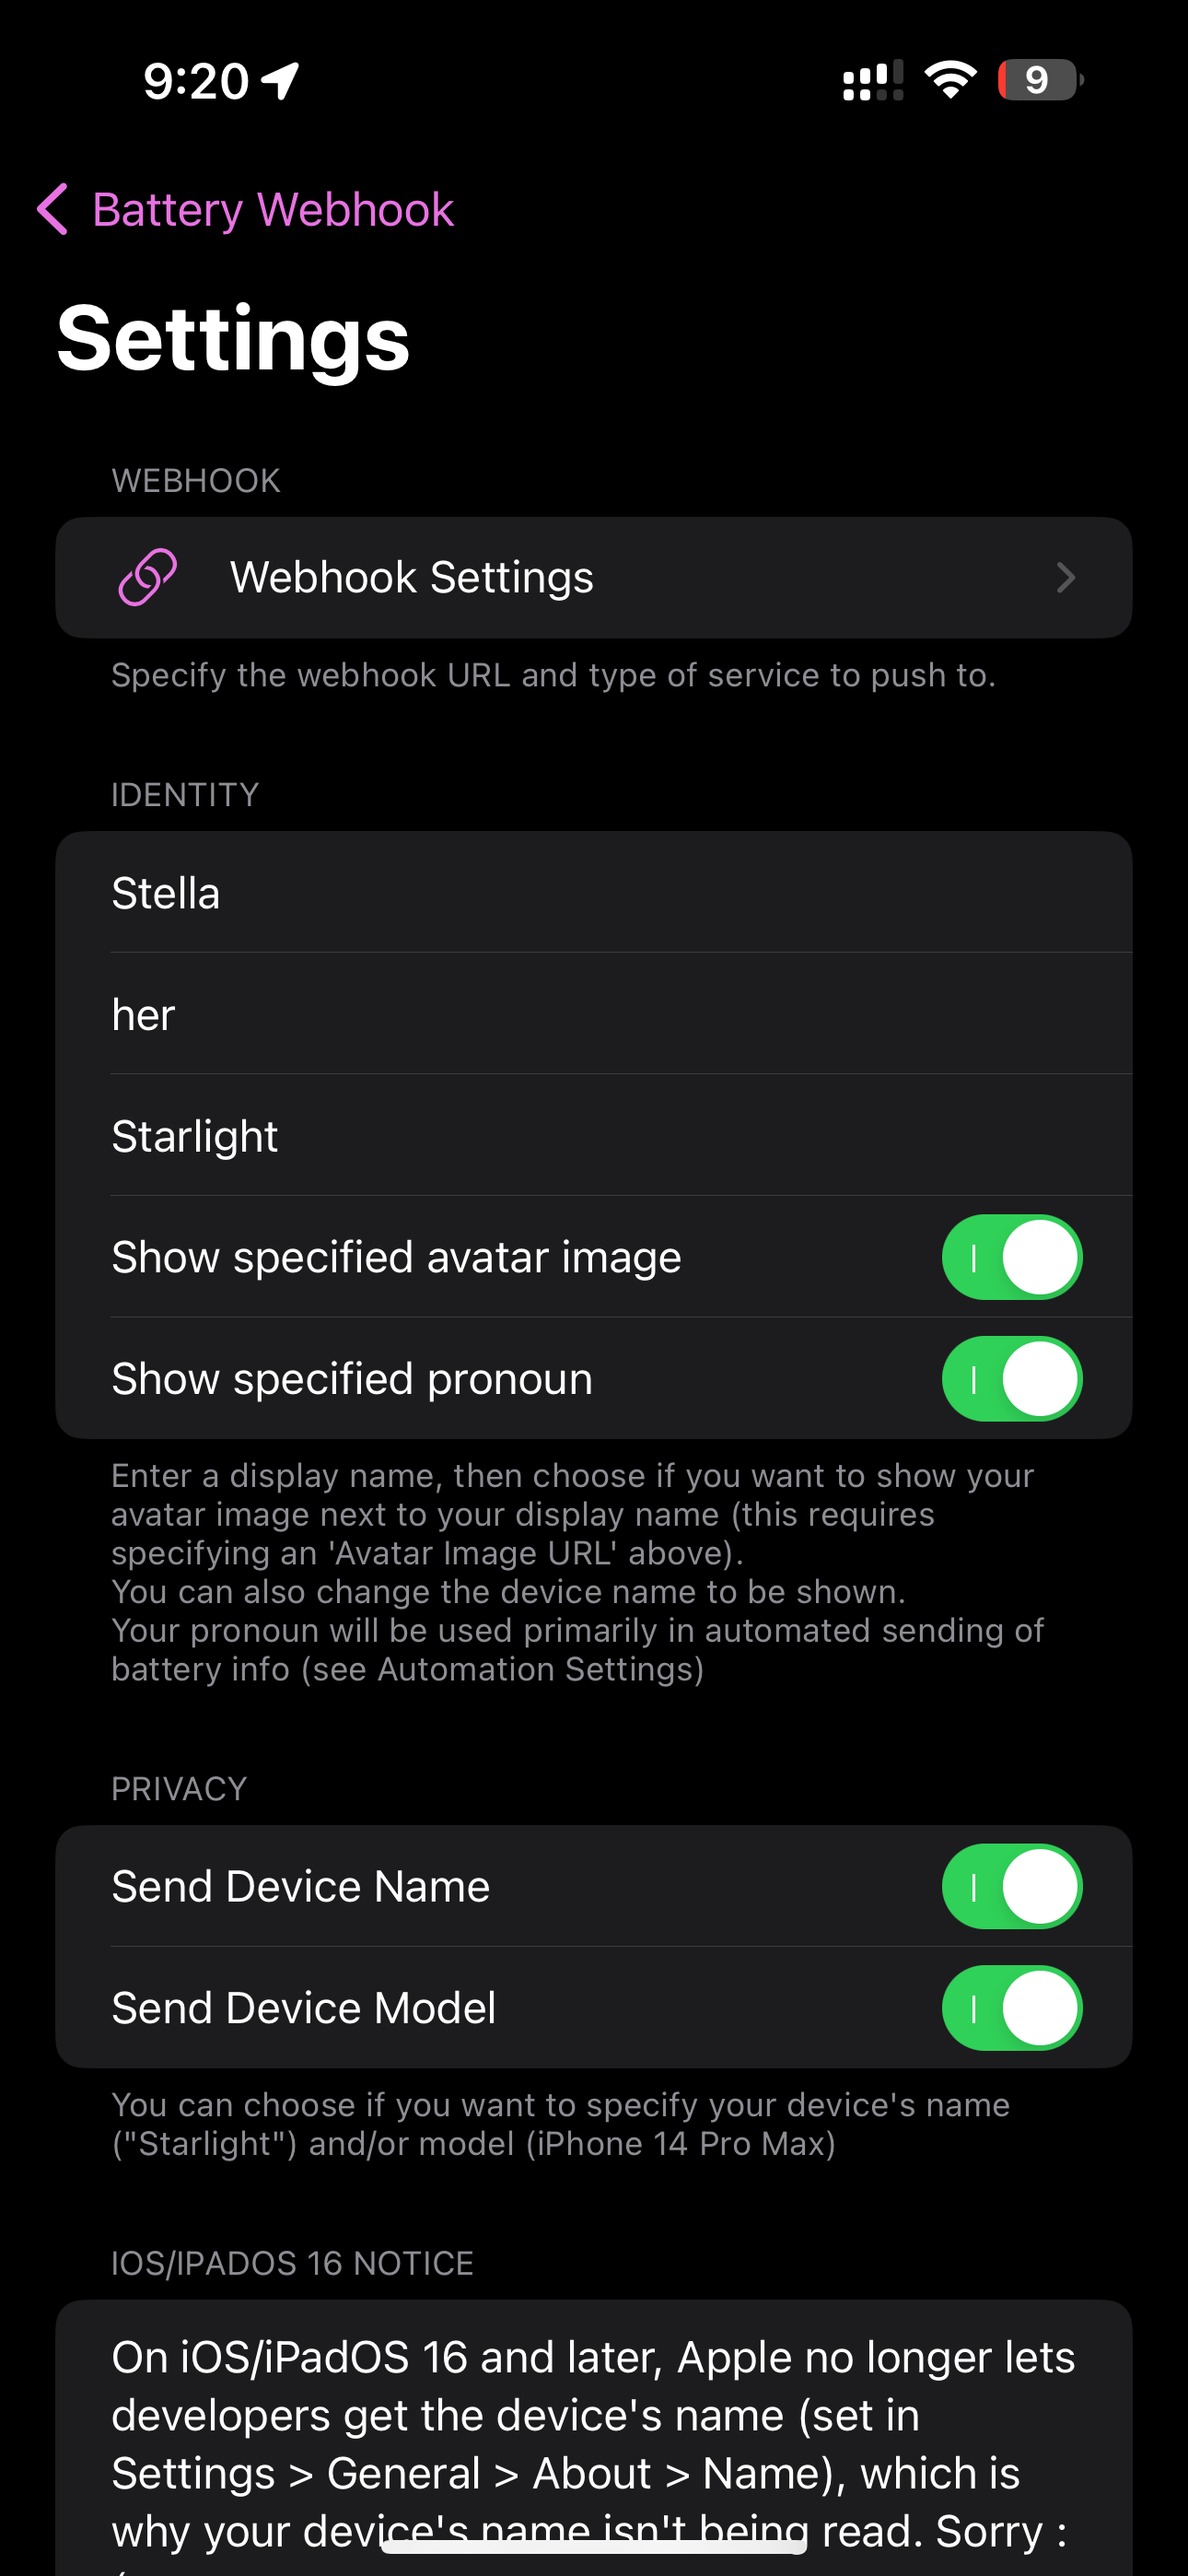 9:20
9
Battery Webhook
Settings
WEBHOOK
Webhook Settings
Specify the webhook URL and type of service to push to.
IDENTITY
Stella
her
Starlight
Show specified avatar image
Show specified pronoun
Enter a display name, then choose if you want to show your
avatar image next to your display name (this requires
specifying an 'Avatar Image URL' above).
You can also change the device name to be shown.
Your pronoun will be used primarily in automated sending of
battery info (see Automation Settings)
PRIVACY
Send Device Name
Send Device Model
You can choose if you want to specify your device's name
("Starlight") and/or model (iPhone 14 Pro Max)
IOS/IPADOS 16 NOTICE
On iOS/iPadOS 16 and later, Apple no longer lets
developers get the device's name (set in
Settings > General > About > Name), which is
why your device's name isn't being read. Sorry :
(